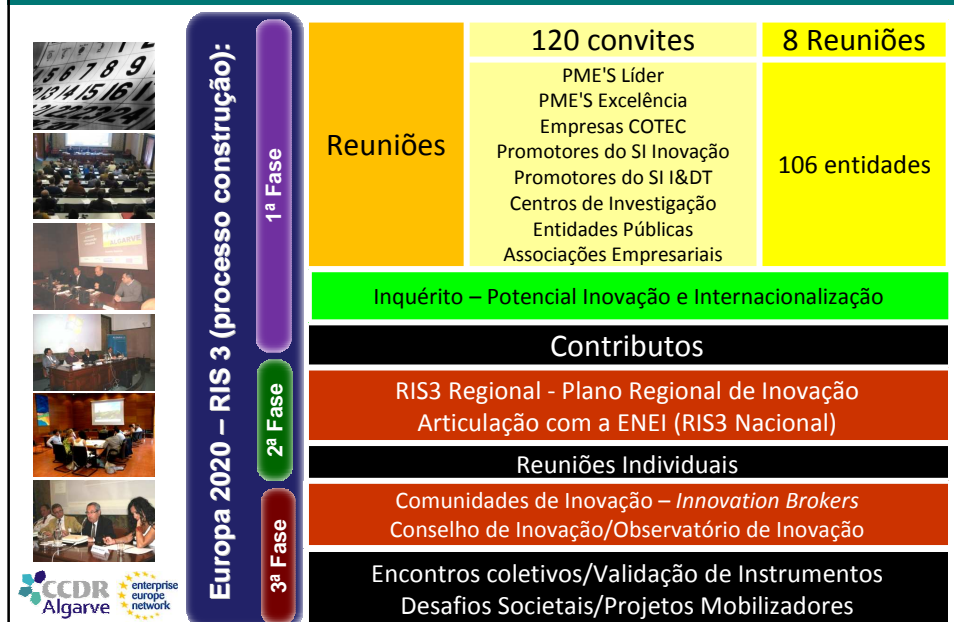 Europa 2020 – RIS 3 (processo construção):
1ª Fase
2ª Fase
3ª Fase
Reuniões
120 convites
PME'S Líder
PME'S Excelência
Empresas COTEC
Promotores do SI Inovação
Promotores do SI I&DT
Centros de Investigação
Entidades Públicas
Associações Empresariais
8 Reuniões
106 entidades
Inquérito – Potencial Inovação e Internacionalização
Contributos
RIS3 Regional - Plano Regional de Inovação
Articulação com a ENEI (RIS3 Nacional)
Reuniões Individuais
Comunidades de Inovação – Innovation Brokers
Conselho de Inovação/Observatório de Inovação
Encontros coletivos/Validação de Instrumentos
Desafios Societais/Projetos Mobilizadores
CCDR
Algarve
enterprise
europe
network
ALGARVE